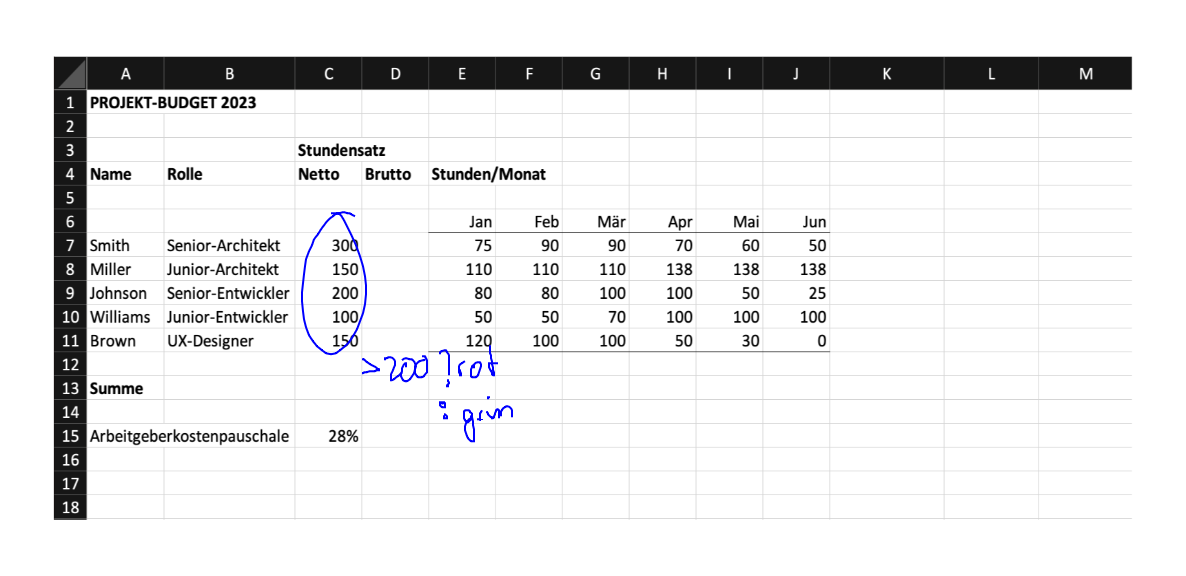 A B C D E F G H I J K L M
1 PROJEKT-BUDGET 2023
2
3 Stundensatz
4 Name Rolle Netto Brutto Stunden/Monat
5
6 Jan Feb Mär Apr Mai Jun
7 Smith Senior-Architekt 300 75 90 90 70 60 50
8 Miller Junior-Architekt 150 110 110 110 138 138 138
9 Johnson Senior-Entwickler 200 80 80 100 100 50 25
10 Williams Junior-Entwickler 100 50 50 70 100 100 100
11 Brown UX-Designer 150 120 100 100 50 30 0
12 >200 ? rot
13 Summe
14 : grün
15 Arbeitgeberkostenpauschale 28%
16
17
18